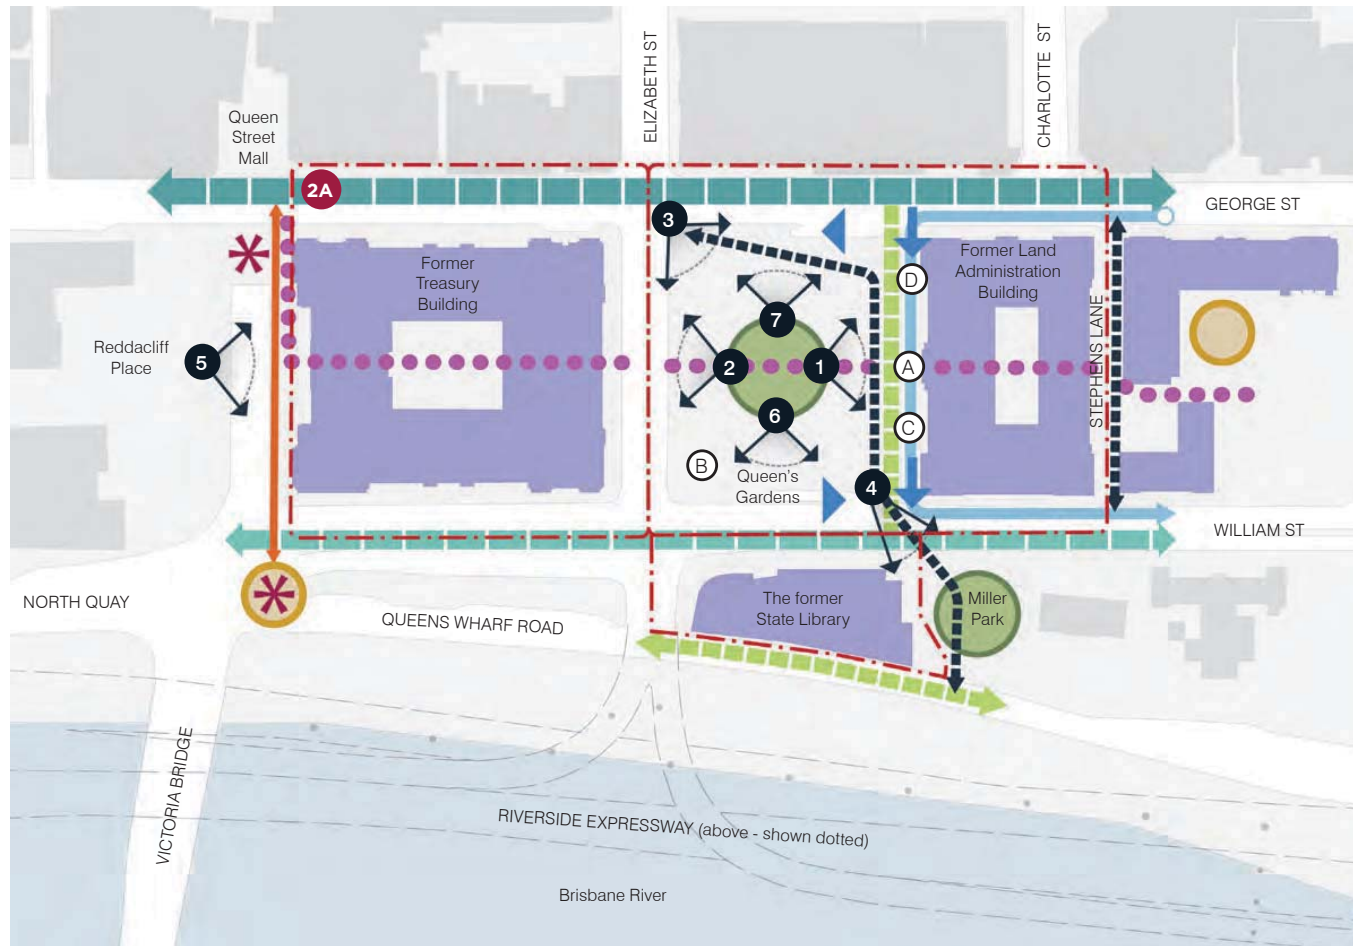 ELIZABETH ST
CHARLOTTE ST
Queen
Street
Mall
2A
GEORGE ST
3
Former
Treasury
Building
Former Land
Administration
Building
D
7
Reddacliff
Place
5
2
1
A
STEPHENS LANE
6
C
B
Queen's
Gardens
4
WILLIAM ST
NORTH QUAY
QUEENS WHARF ROAD
The former
State Library
Miller
Park
VICTORIA BRIDGE
RIVERSIDE EXPRESSWAY (above - shown dotted)
Brisbane River